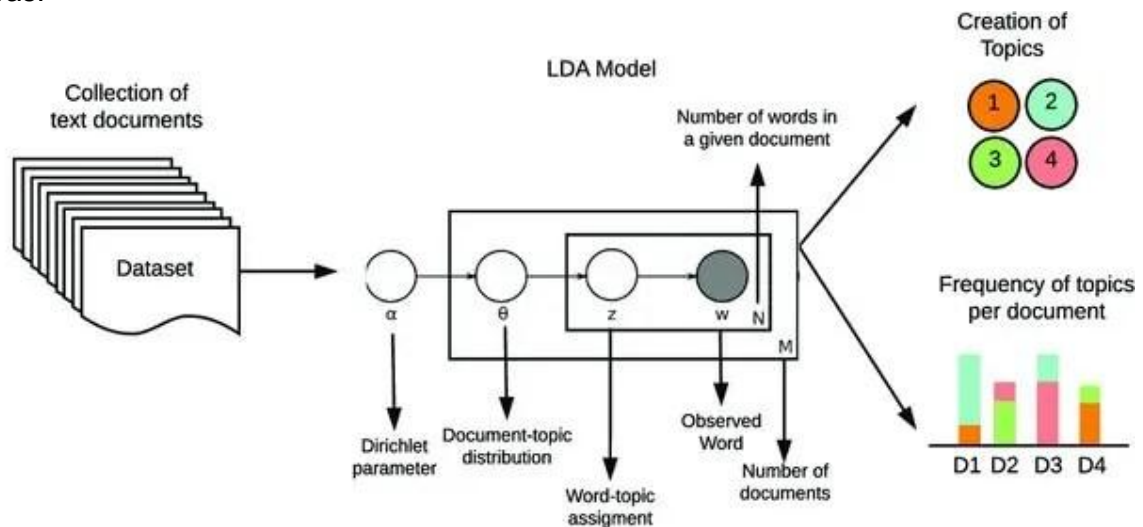 Collection of
text documents
Dataset
LDA Model
Number of words in
a given document
α
θ
z
w
N
M
Dirichlet
parameter
Document-topic
distribution
Word-topic
assigment
Observed
Word
Number of
documents
Creation of
Topics
1
2
3
4
Frequency of topics
per document
D1 D2 D3 D4